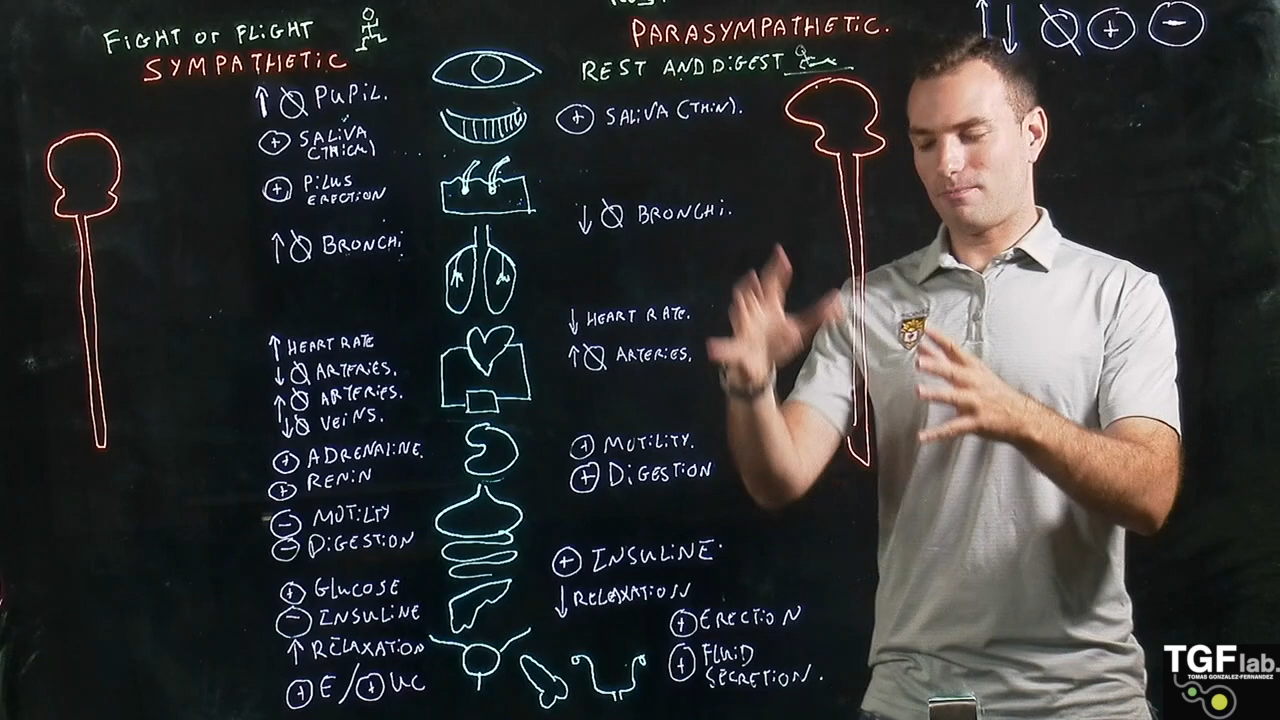 FIGHT or FLIGHT
SYMPATHETIC
↑ Ø PUPIL.
+ SALIVA
(THICK)
+ PILUS
ERECTION
↑ Ø BRONCHI
↑ HEART RATE
↓ Ø ARTERIES.
↑ Ø ARTERIES.
↓ Ø VEINS.
+ ADRENALINE.
+ RENIN
- MOTILITY
- DIGESTION
+ GLUCOSE
- INSULINE
↑ RELAXATION
+ E/+ UC
PARASYMPATHETIC.
REST AND DIGEST
+ SALIVA (THIN).
↓ Ø BRONCHI.
↓ HEART RATE.
↑ Ø ARTERIES.
+ MOTILITY.
+ DIGESTION
+ INSULINE.
↓ RELAXATION
+ ERECTION
+ FLUID
SECRETION.
↑ ↓ Ø + -
TGF lab.
TOMAS GONZALEZ-FERNANDEZ